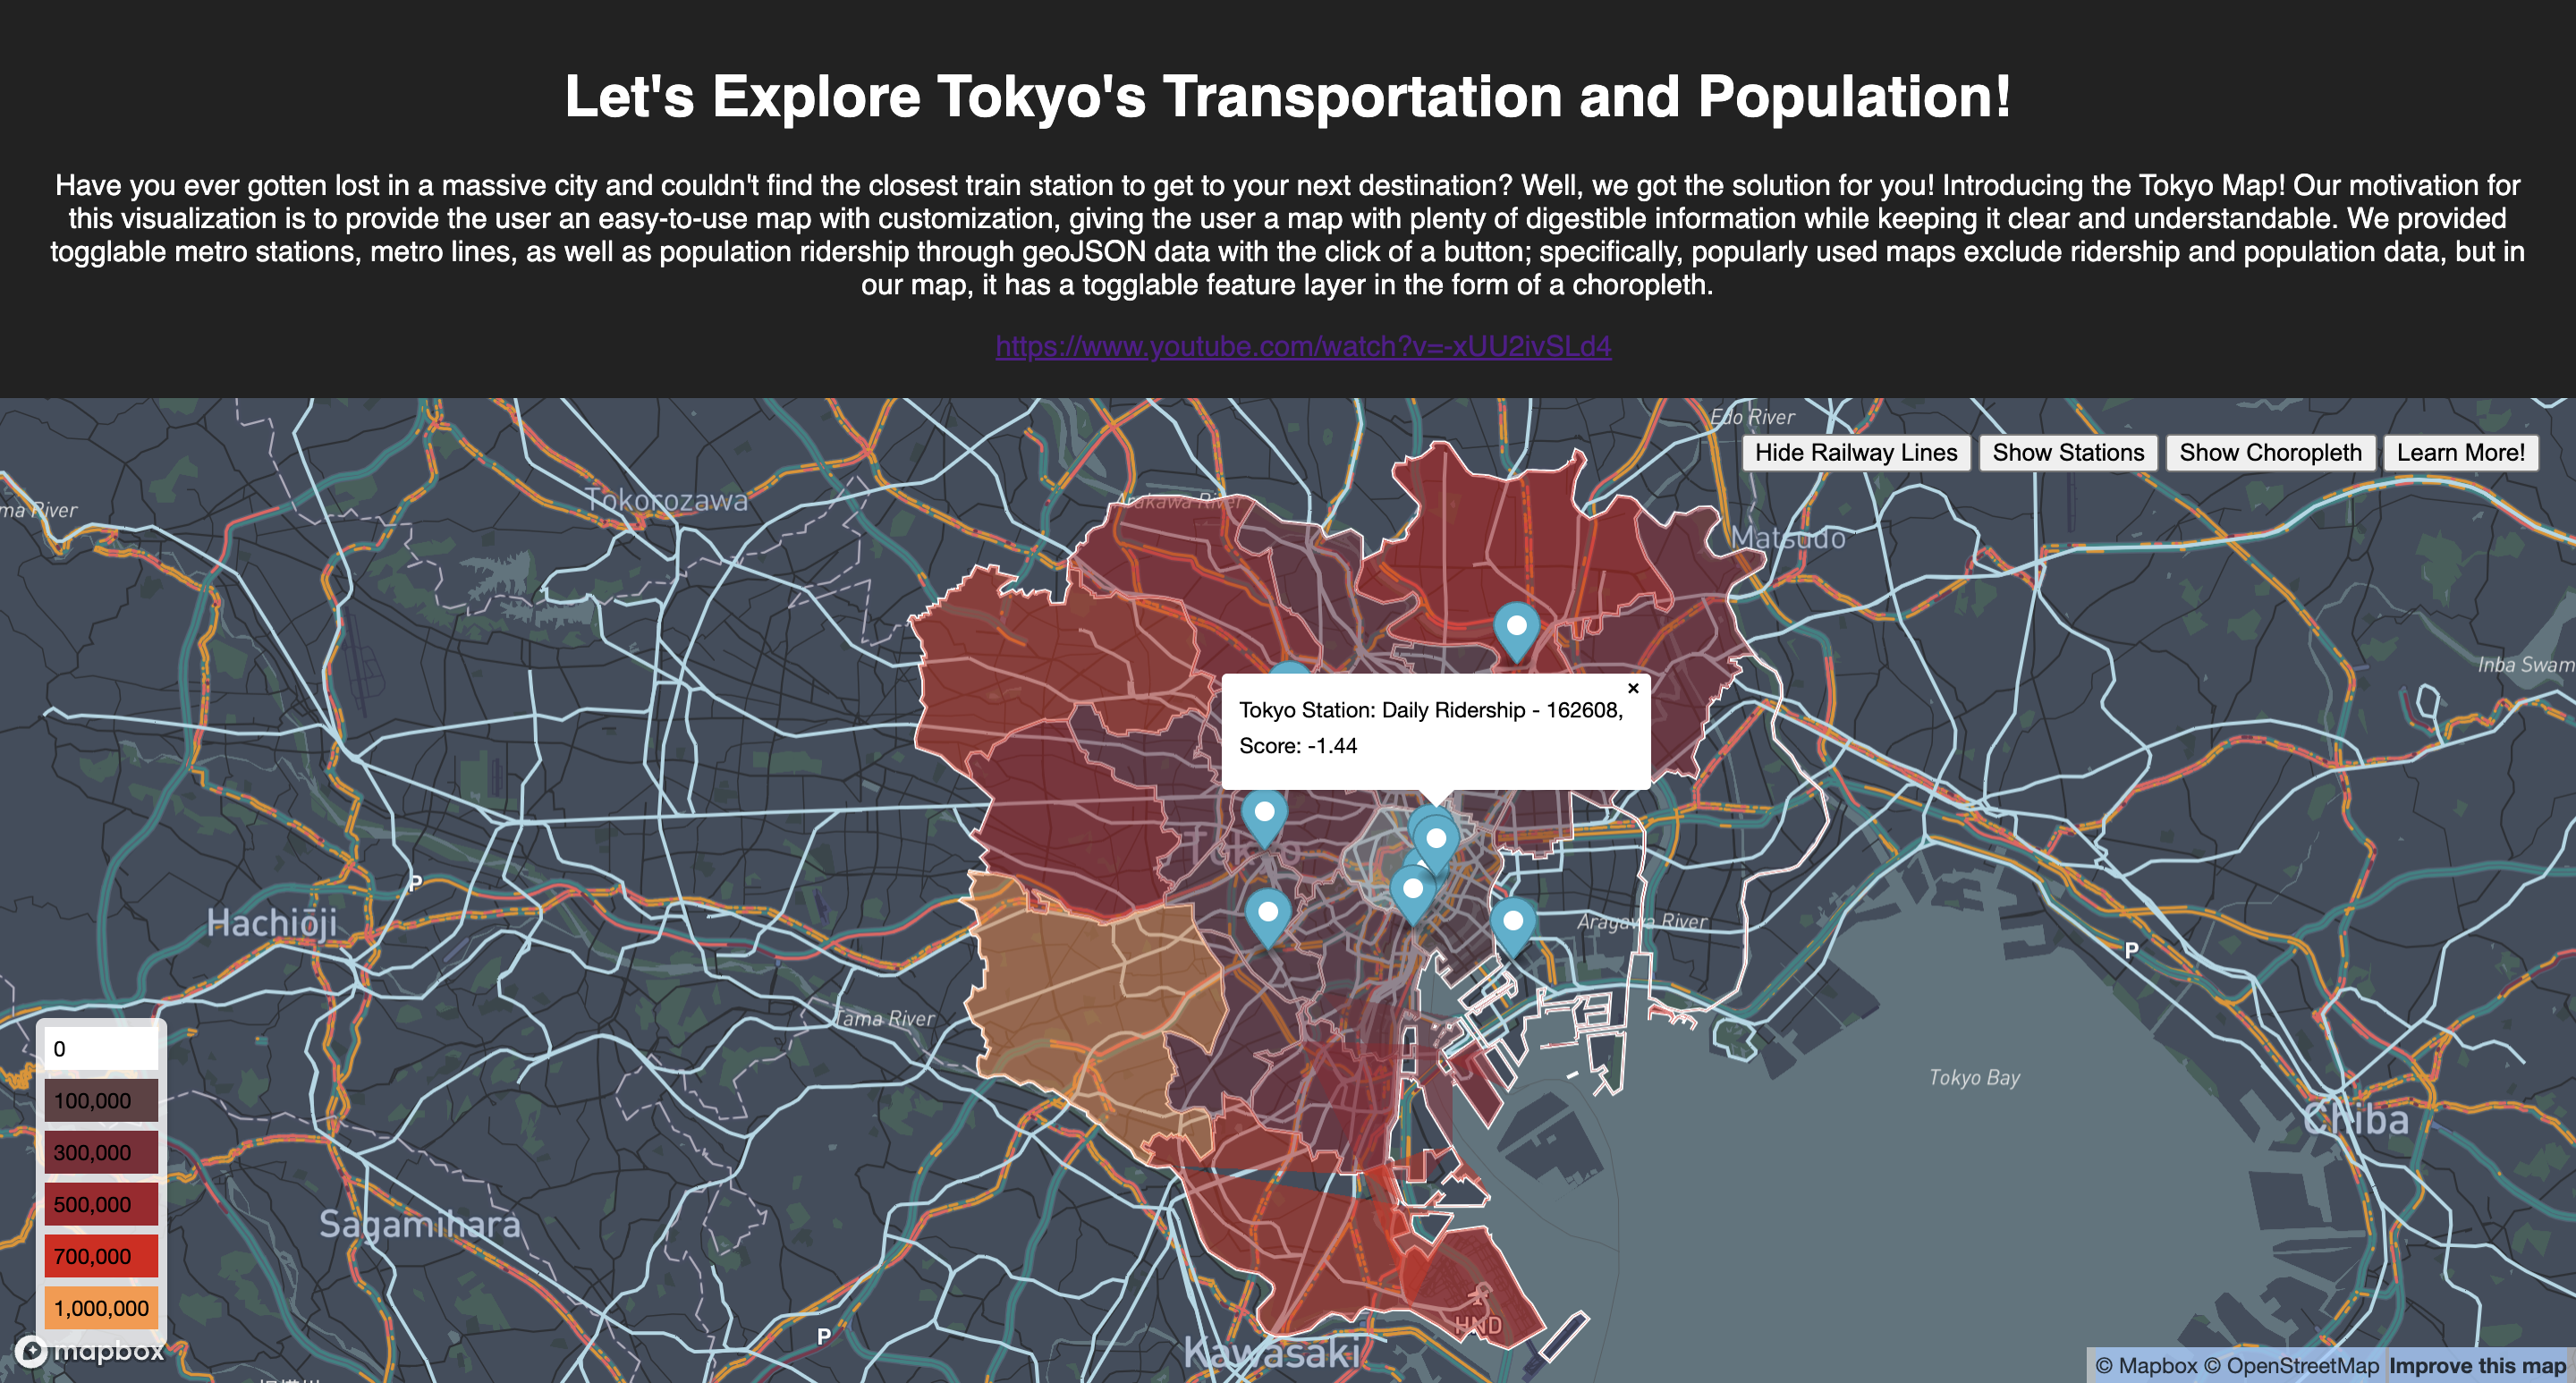 Let's Explore Tokyo's Transportation and Population!
Have you ever gotten lost in a massive city and couldn't find the closest train station to get to your next destination? Well, we got the solution for you! Introducing the Tokyo Map! Our motivation for
this visualization is to provide the user an easy-to-use map with customization, giving the user a map with plenty of digestible information while keeping it clear and understandable. We provided
togglable metro stations, metro lines, as well as population ridership through geoJSON data with the click of a button; specifically, popularly used maps exclude ridership and population data, but in
our map, it has a togglable feature layer in the form of a choropleth.
https://www.youtube.com/watch?v=-xUU2ivSLd4
Edo River
Hide Railway Lines
Show Stations
Show Choropleth
Learn More!
Tokorozawa
Arakawa River
ma River
Matsudo
Inba Swam
×
Tokyo Station: Daily Ridership - 162608,
Score: -1.44
Tokyo
P
Hachiōji
Aragawa River
P
Tama River
Tokyo Bay
Chiba
0
100,000
300,000
500,000
700,000
1,000,000
Sagamihara
HND
P
Kawasaki
mapbox
© Mapbox © OpenStreetMap Improve this map